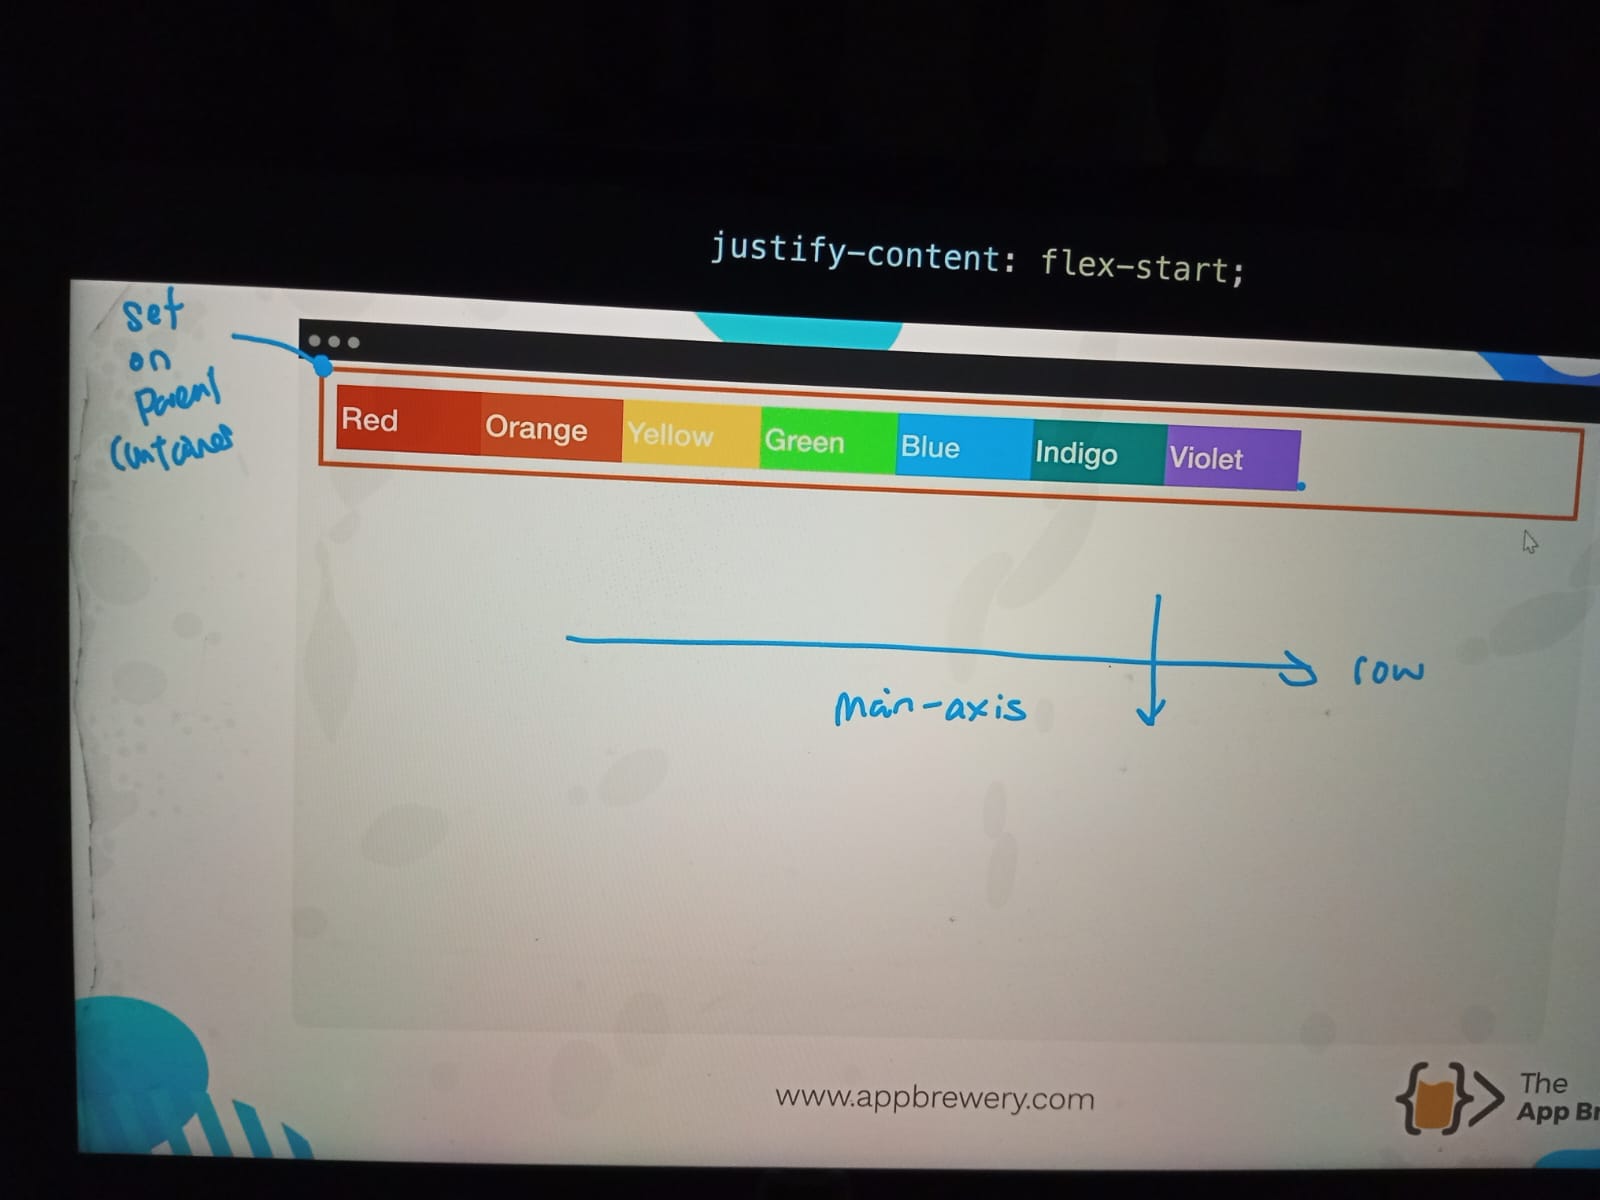 justify-content: flex-start;
set
on
Parent
Container
Red Orange Yellow Green Blue Indigo Violet
row
main-axis
www.appbrewery.com
The
App Br